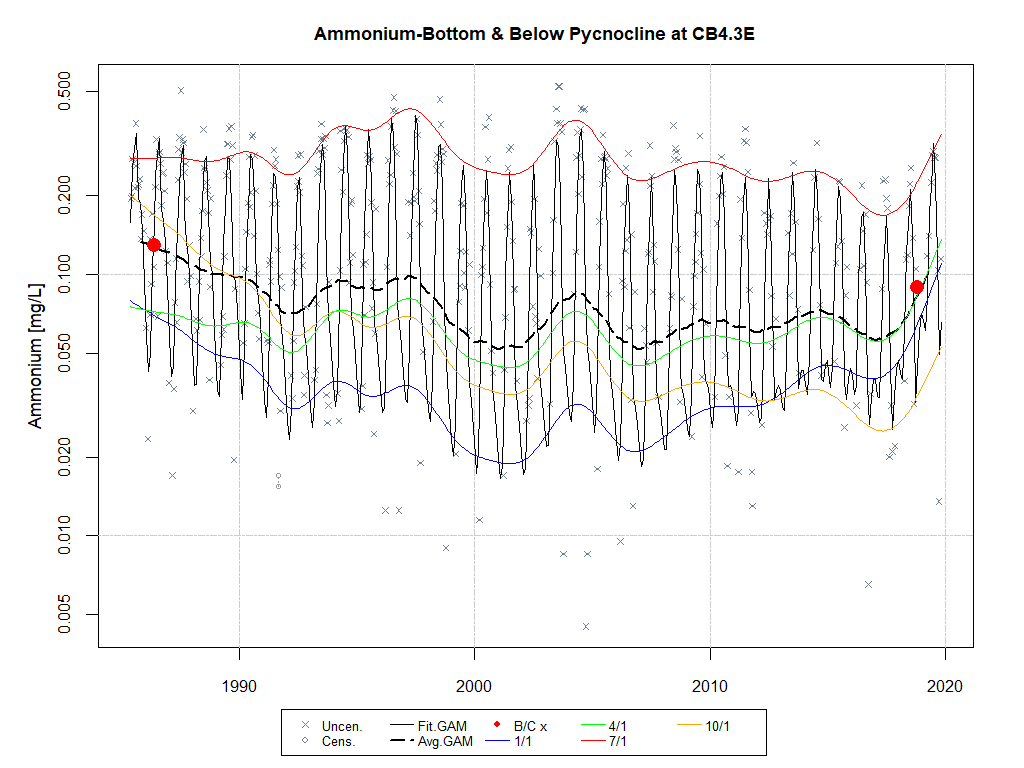 Ammonium-Bottom & Below Pycnocline at CB4.3E
Ammonium [mg/L]
0.500
0.200
0.100
0.050
0.020
0.010
0.005
1990 2000 2010 2020
Uncen. Fit.GAM B/C x 4/1 10/1
Cens. Avg.GAM 1/1 7/1